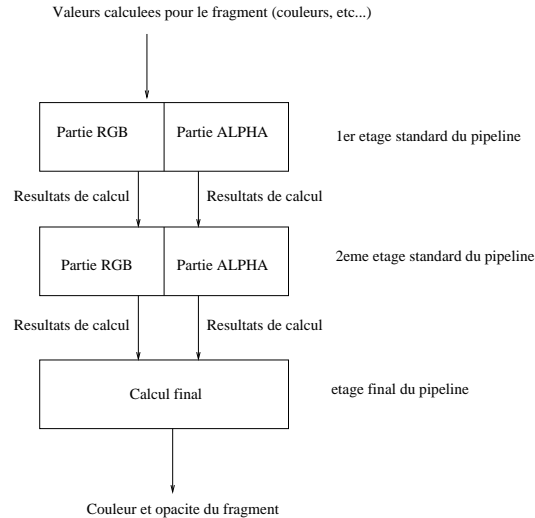 Valeurs calculees pour le fragment (couleurs, etc...)
Partie RGB
Partie ALPHA
1er etage standard du pipeline
Resultats de calcul
Resultats de calcul
Partie RGB
Partie ALPHA
2eme etage standard du pipeline
Resultats de calcul
Resultats de calcul
Calcul final
etage final du pipeline
Couleur et opacite du fragment